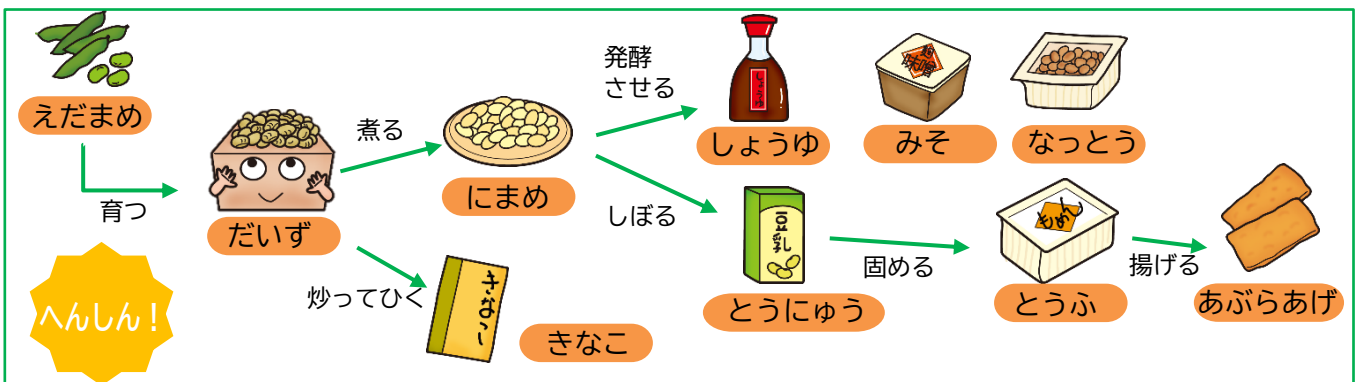 えだまめ
育つ
へんしん！
だいず
煮る
にまめ
炒ってひく
きなこ
きなこ
発酵
させる
しょうゆ
しょうゆ
味噌
みそ
なっとう
しぼる
豆乳
とうにゅう
固める
もめん
とうふ
揚げる
あぶらあげ